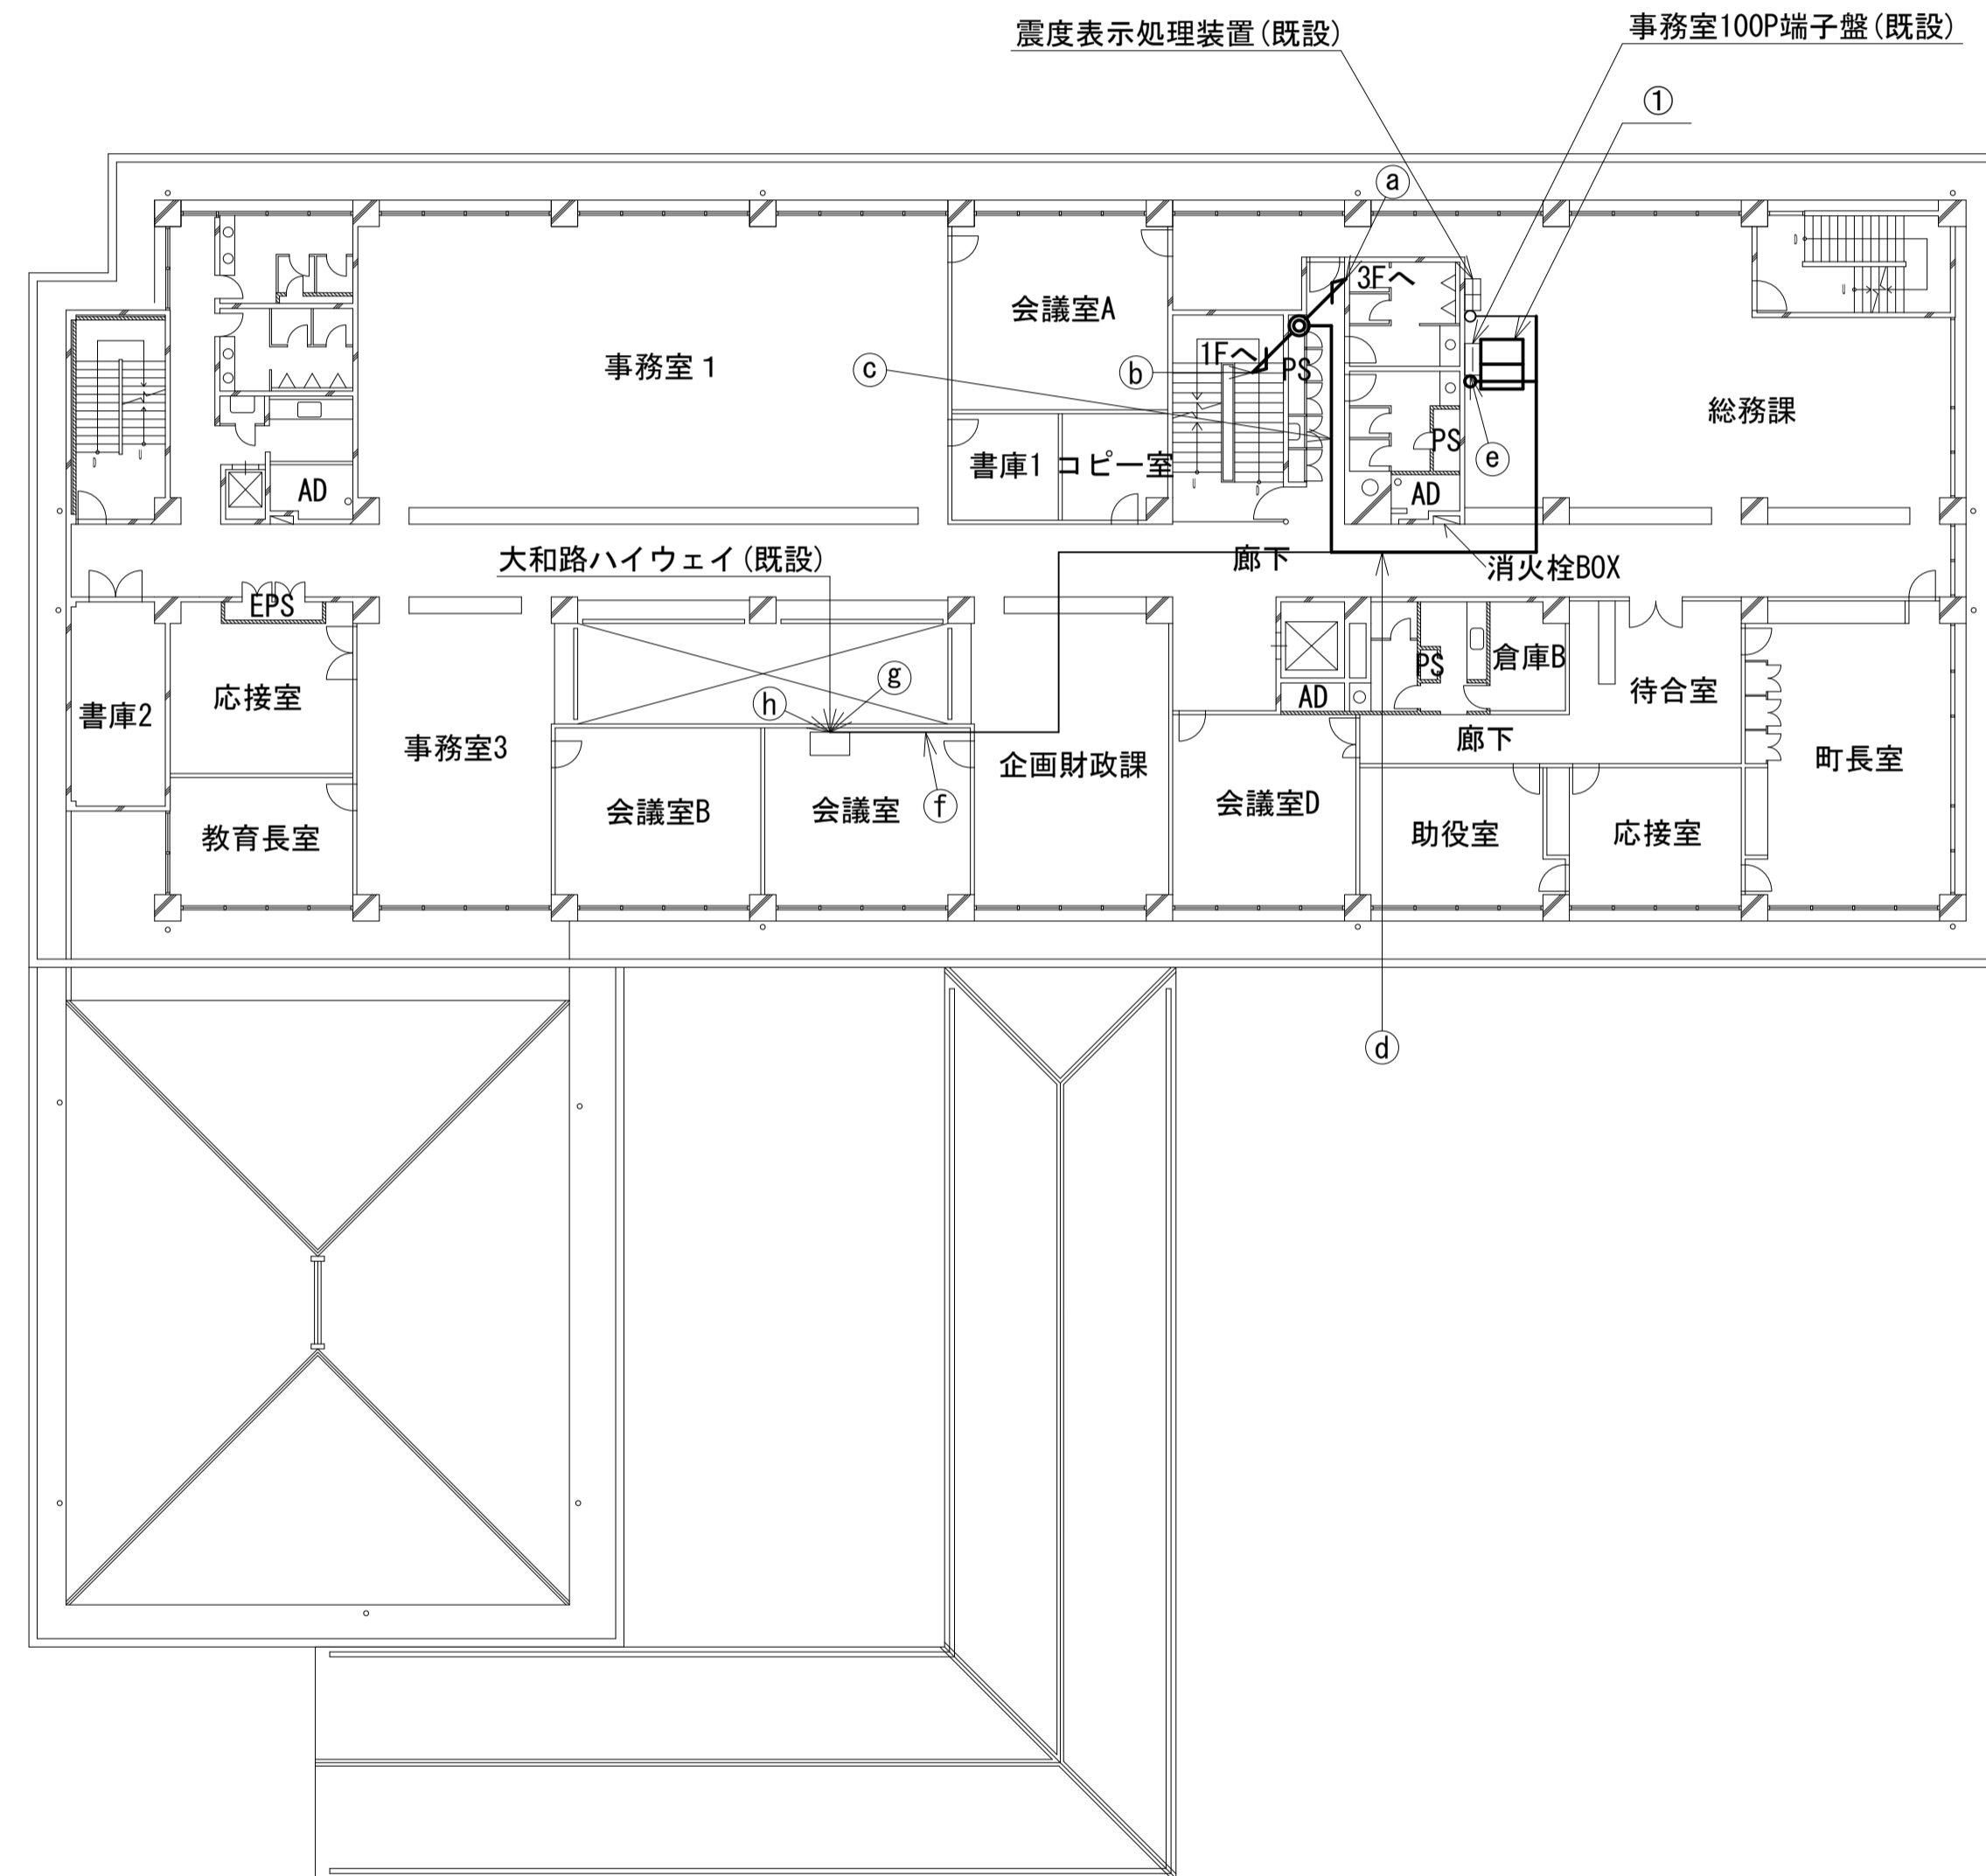 震度表示処理装置(既設)
事務室100P端子盤(既設)
①
ⓐ
3Fへ
会議室A
1Fへ
PS
事務室1
ⓒ
ⓑ
総務課
PS
ⓔ
書庫1
コピー室
AD
AD
大和路ハイウェイ(既設)
廊下
消火栓BOX
EPS
倉庫B
PS
ⓖ
待合室
応接室
AD
ⓗ
書庫2
廊下
事務室3
企画財政課
町長室
会議室D
ⓕ
会議室B
会議室
助役室
応接室
教育長室
ⓓ